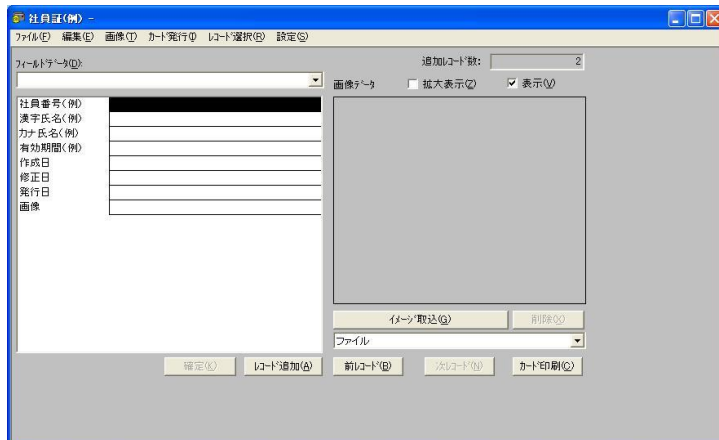 社員証(例) -
ファイル(F) 編集(E) 画像(T) カード発行(I) レコード選択(R) 設定(S)
フィールドデータ(D):
追加レコード数: 2
画像データ 拡大表示(Z) 表示(V)
社員番号(例)
漢字氏名(例)
カナ氏名(例)
有効期間(例)
作成日
修正日
発行日
画像
イメージ取込(G) 削除(X)
ファイル
確定(K) レコード追加(A) 前レコード(B) 次レコード(N) カード印刷(C)